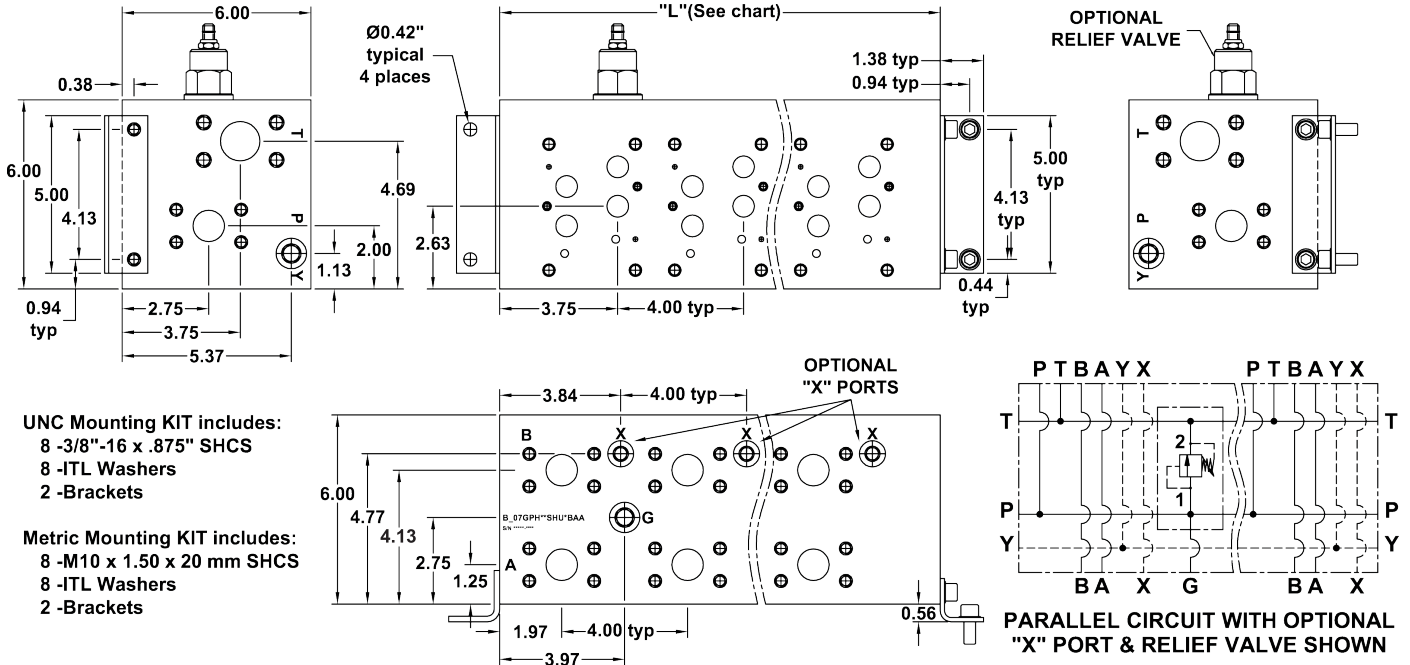 6.00
0.38
6.00
5.00
4.13
0.94
typ
2.75
3.75
5.37
T
P
Y
4.69
2.00
1.13
Ø0.42"
typical
4 places
"L"(See chart)
1.38 typ
0.94 typ
2.63
3.75
4.00 typ
5.00
typ
4.13
typ
0.44
typ
OPTIONAL
RELIEF VALVE
T
P
Y
UNC Mounting KIT includes:
8 -3/8"-16 x .875" SHCS
8 -ITL Washers
2 -Brackets
Metric Mounting KIT includes:
8 -M10 x 1.50 x 20 mm SHCS
8 -ITL Washers
2 -Brackets
OPTIONAL
"X" PORTS
3.84
4.00 typ
B
X
X
X
6.00
4.77
4.13
2.75
1.25
B_07GPH**SHU*BAA
S/N *****-****
G
A
0.56
1.97
4.00 typ
3.97
P T B A Y X
P T B A Y X
T
T
2
1
P
P
Y
Y
B A X G B A X
PARALLEL CIRCUIT WITH OPTIONAL
"X" PORT & RELIEF VALVE SHOWN